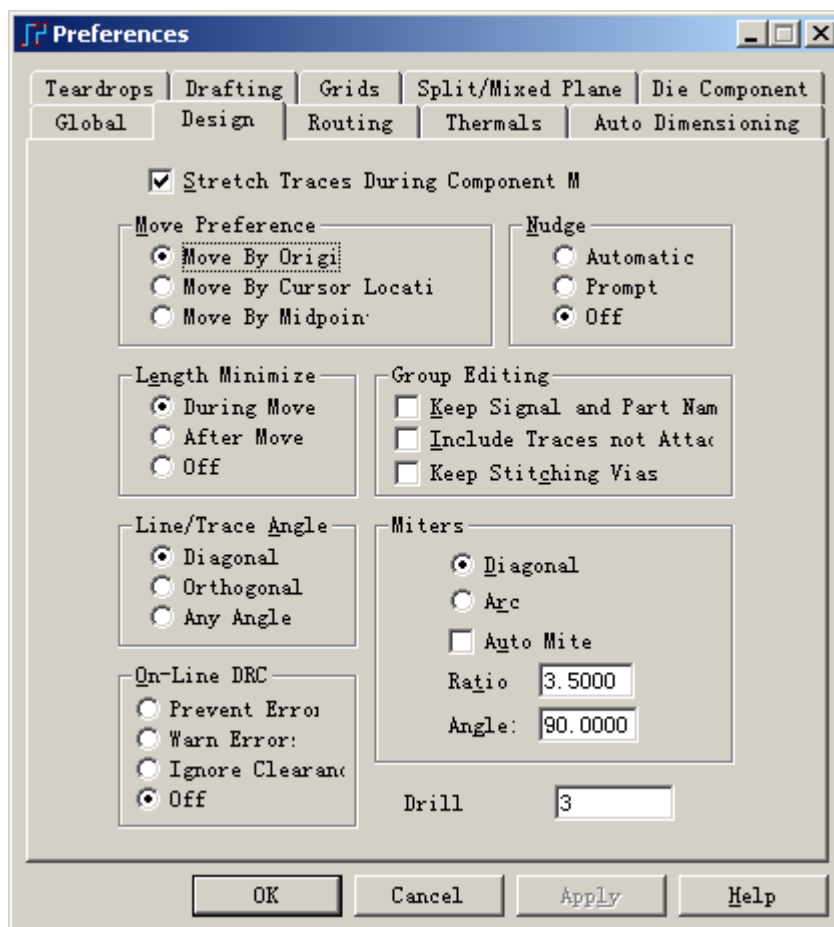 Preferences
Teardrops Drafting Grids Split/Mixed Plane Die Component
Global Design Routing Thermals Auto Dimensioning
Stretch Traces During Component M
Move Preference
Move By Origi
Move By Cursor Locati
Move By Midpoin
Nudge
Automatic
Prompt
Off
Length Minimize
During Move
After Move
Off
Group Editing
Keep Signal and Part Nam
Include Traces not Attac
Keep Stitching Vias
Line/Trace Angle
Diagonal
Orthogonal
Any Angle
Miters
Diagonal
Arc
Auto Mite
Ratio 3.5000
Angle: 90.0000
On-Line DRC
Prevent Error
Warn Error:
Ignore Clearanc
Off
Drill 3
OK Cancel Apply Help